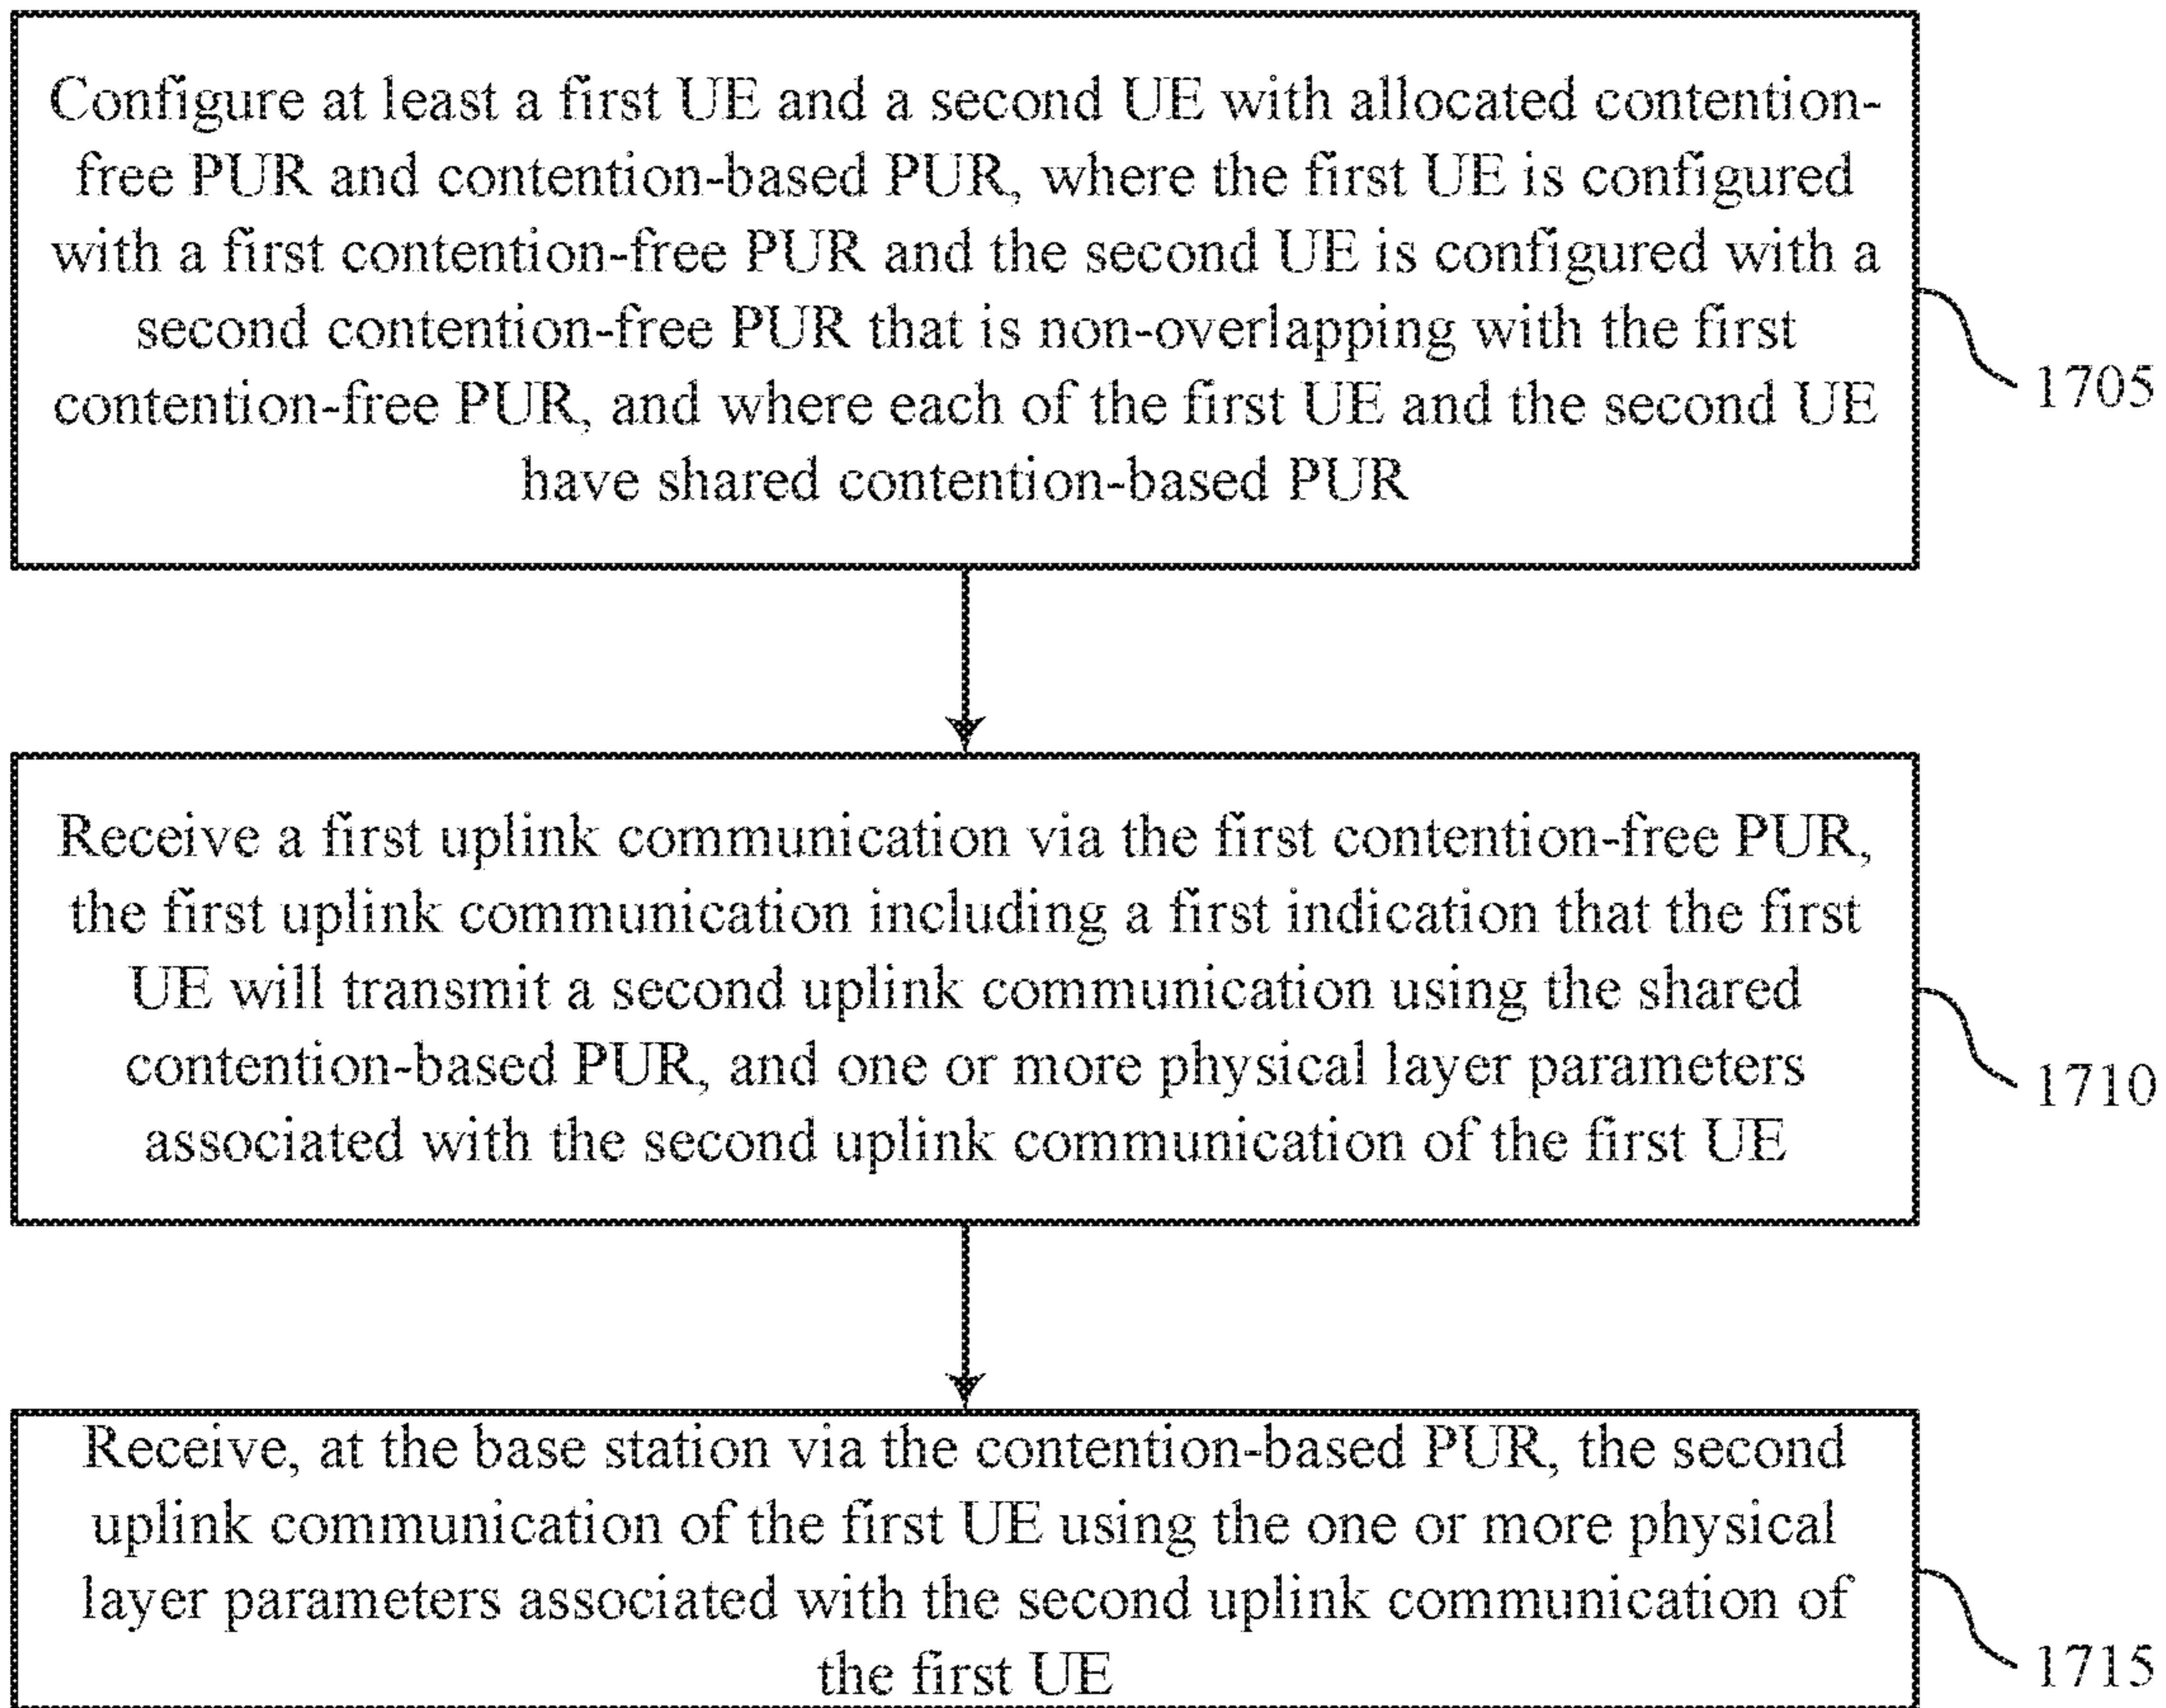 Configure at least a first UE and a second UE with allocated contention-
free PUR and contention-based PUR, where the first UE is configured
with a first contention-free PUR and the second UE is configured with a
second contention-free PUR that is non-overlapping with the first
contention-free PUR, and where each of the first UE and the second UE
have shared contention-based PUR
1705
Receive a first uplink communication via the first contention-free PUR,
the first uplink communication including a first indication that the first
UE will transmit a second uplink communication using the shared
contention-based PUR, and one or more physical layer parameters
associated with the second uplink communication of the first UE
1710
Receive, at the base station via the contention-based PUR, the second
uplink communication of the first UE using the one or more physical
layer parameters associated with the second uplink communication of
the first UE
1715